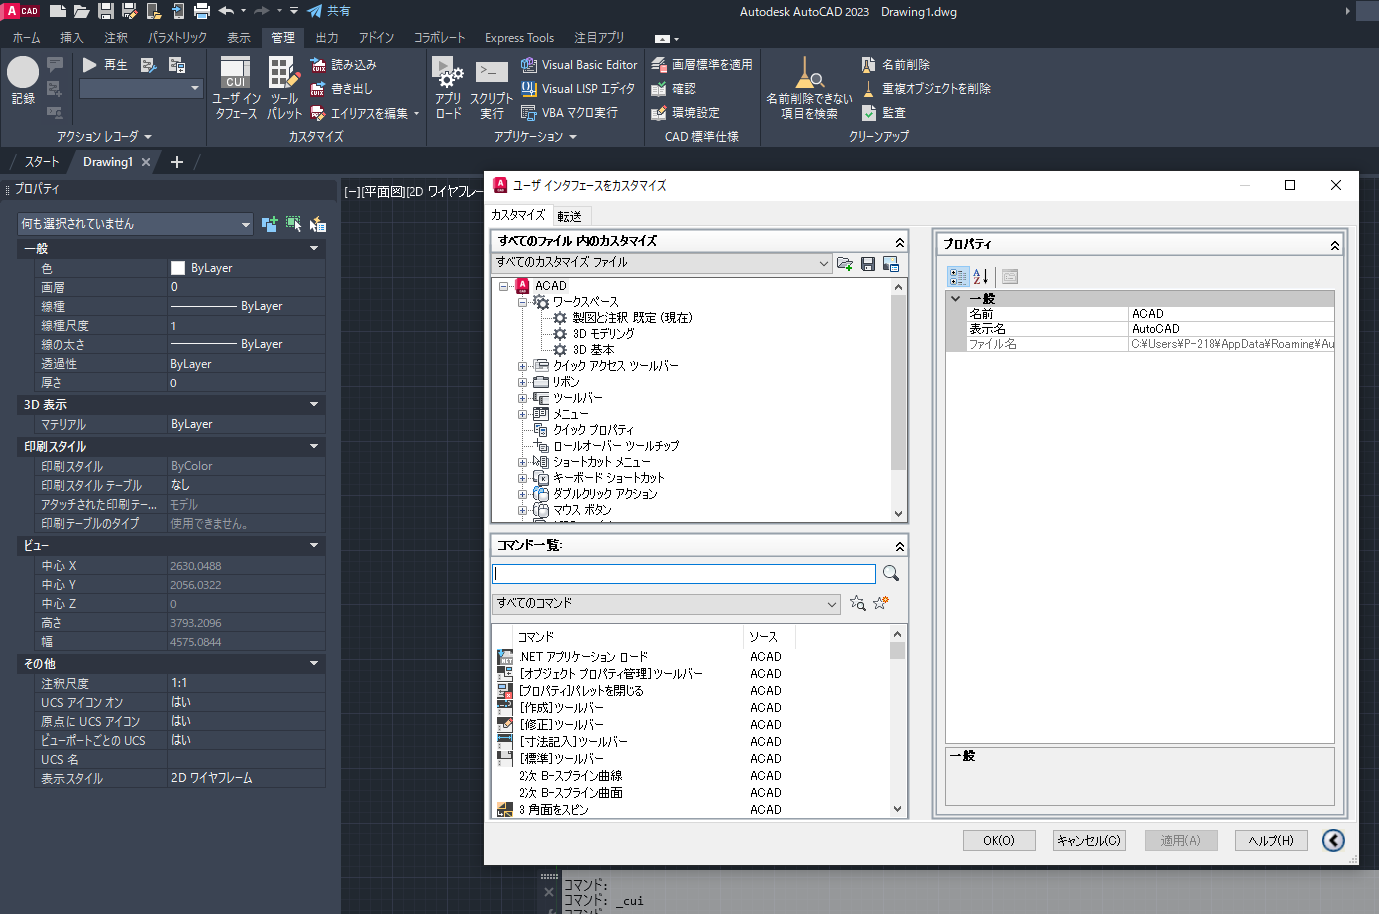 A CAD
共有
Autodesk AutoCAD 2023 Drawing1.dwg
ホーム 挿入 注釈 パラメトリック 表示 管理 出力 アドイン コラボレート Express Tools 注目アプリ
記録
再生
アクション レコーダ
CUI
ユーザ イン
タフェース
ツール
パレット
読み込み
書き出し
エイリアスを編集
カスタマイズ
アプリ
ロード
スクリプト
実行
Visual Basic Editor
Visual LISP エディタ
VBA マクロ実行
アプリケーション
画層標準を適用
確認
環境設定
CAD 標準仕様
名前削除できない
項目を検索
名前削除
重複オブジェクトを削除
監査
クリーンアップ
スタート Drawing1
プロパティ
何も選択されていません
一般
色 ByLayer
画層 0
線種 ByLayer
線種尺度 1
線の太さ ByLayer
透過性 ByLayer
厚さ 0
3D 表示
マテリアル ByLayer
印刷スタイル
印刷スタイル ByColor
印刷スタイル テーブル なし
アタッチされた印刷テー... モデル
印刷テーブルのタイプ 使用できません。
ビュー
中心 X 2630.0488
中心 Y 2056.0322
中心 Z 0
高さ 3793.2096
幅 4575.0844
その他
注釈尺度 1:1
UCS アイコン オン はい
原点に UCS アイコン はい
ビューポートごとの UCS はい
UCS 名
表示スタイル 2D ワイヤフレーム
[−][平面図][2D ワイヤフレー
ユーザ インタフェースをカスタマイズ
カスタマイズ 転送
すべてのファイル 内のカスタマイズ
すべてのカスタマイズ ファイル
ACAD
ワークスペース
製図と注釈 既定 (現在)
3D モデリング
3D 基本
クイック アクセス ツールバー
リボン
ツールバー
メニュー
クイック プロパティ
ロールオーバー ツールチップ
ショートカット メニュー
キーボード ショートカット
ダブルクリック アクション
マウス ボタン
コマンド一覧:
すべてのコマンド
コマンド ソース
.NET アプリケーション ロード ACAD
[オブジェクト プロパティ管理]ツールバー ACAD
[プロパティ]パレットを閉じる ACAD
[作成]ツールバー ACAD
[修正]ツールバー ACAD
[寸法記入]ツールバー ACAD
[標準]ツールバー ACAD
2次 B-スプライン曲線 ACAD
2次 B-スプライン曲面 ACAD
3 角面をスピン ACAD
プロパティ
一般
名前 ACAD
表示名 AutoCAD
ファイル名 C:¥Users¥P-218¥AppData¥Roaming¥Au
一般
OK(O) キャンセル(C) 適用(A) ヘルプ(H)
コマンド:
コマンド: _cui